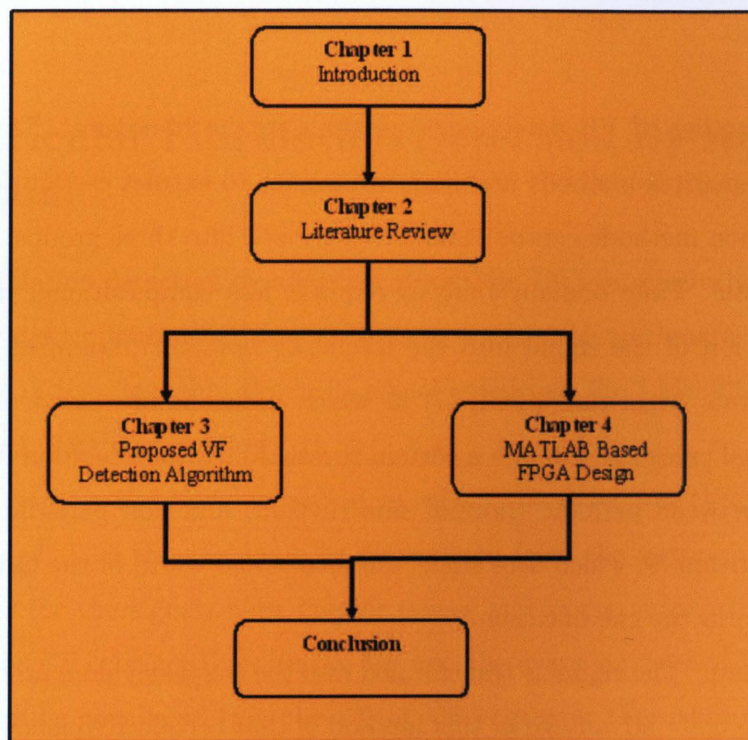 Chapter 1
Introduction
Chapter 2
Literature Review
Chapter 3
Proposed VF
Detection Algorithm
Chapter 4
MATLAB Based
FPGA Design
Conclusion